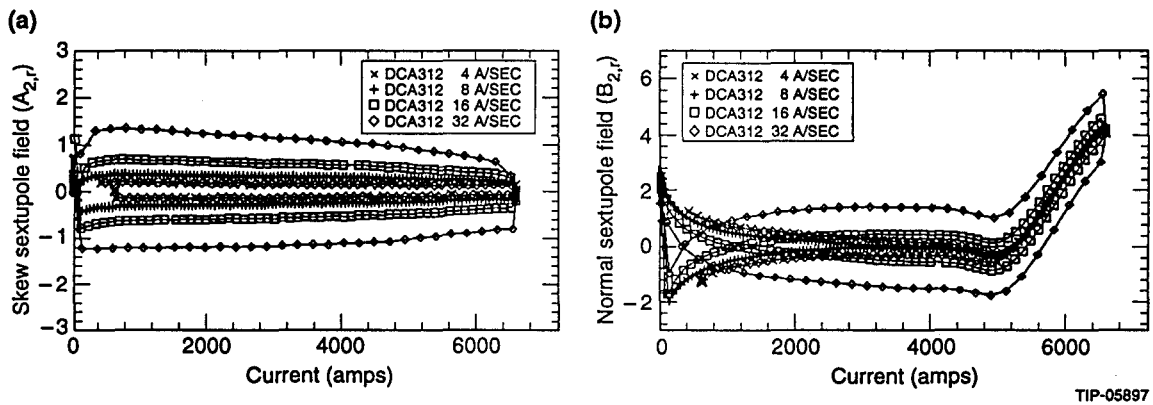 (a)
3
2
1
0
−1
−2
−3
Skew sextupole field (A2,r)
× DCA312 4 A/SEC
+ DCA312 8 A/SEC
□ DCA312 16 A/SEC
◇ DCA312 32 A/SEC
0 2000 4000 6000
Current (amps)
(b)
6
4
2
0
−2
Normal sextupole field (B2,r)
× DCA312 4 A/SEC
+ DCA312 8 A/SEC
□ DCA312 16 A/SEC
◇ DCA312 32 A/SEC
0 2000 4000 6000
Current (amps)
TIP-05897